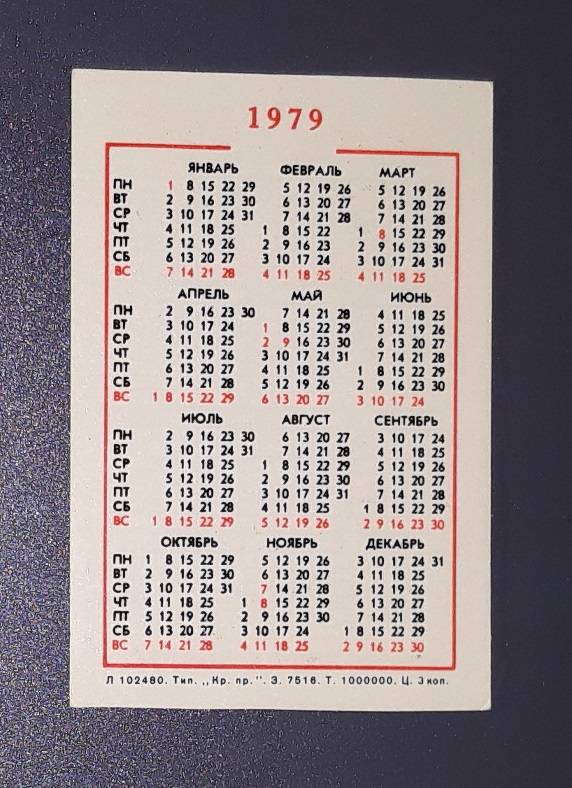 1979
ЯНВАРЬ ФЕВРАЛЬ МАРТ
ПН 1 8 15 22 29 5 12 19 26 5 12 19 26
ВТ 2 9 16 23 30 6 13 20 27 6 13 20 27
СР 3 10 17 24 31 7 14 21 28 7 14 21 28
ЧТ 4 11 18 25 1 8 15 22 1 8 15 22 29
ПТ 5 12 19 26 2 9 16 23 2 9 16 23 30
СБ 6 13 20 27 3 10 17 24 3 10 17 24 31
ВС 7 14 21 28 4 11 18 25 4 11 18 25
АПРЕЛЬ МАЙ ИЮНЬ
ПН 2 9 16 23 30 7 14 21 28 4 11 18 25
ВТ 3 10 17 24 1 8 15 22 29 5 12 19 26
СР 4 11 18 25 2 9 16 23 30 6 13 20 27
ЧТ 5 12 19 26 3 10 17 24 31 7 14 21 28
ПТ 6 13 20 27 4 11 18 25 1 8 15 22 29
СБ 7 14 21 28 5 12 19 26 2 9 16 23 30
ВС 1 8 15 22 29 6 13 20 27 3 10 17 24
ИЮЛЬ АВГУСТ СЕНТЯБРЬ
ПН 2 9 16 23 30 6 13 20 27 3 10 17 24
ВТ 3 10 17 24 31 7 14 21 28 4 11 18 25
СР 4 11 18 25 1 8 15 22 29 5 12 19 26
ЧТ 5 12 19 26 2 9 16 23 30 6 13 20 27
ПТ 6 13 20 27 3 10 17 24 31 7 14 21 28
СБ 7 14 21 28 4 11 18 25 1 8 15 22 29
ВС 1 8 15 22 29 5 12 19 26 2 9 16 23 30
ОКТЯБРЬ НОЯБРЬ ДЕКАБРЬ
ПН 1 8 15 22 29 5 12 19 26 3 10 17 24 31
ВТ 2 9 16 23 30 6 13 20 27 4 11 18 25
СР 3 10 17 24 31 7 14 21 28 5 12 19 26
ЧТ 4 11 18 25 1 8 15 22 29 6 13 20 27
ПТ 5 12 19 26 2 9 16 23 30 7 14 21 28
СБ 6 13 20 27 3 10 17 24 1 8 15 22 29
ВС 7 14 21 28 4 11 18 25 2 9 16 23 30
Л 102480. Тип. „Кр. пр.". З. 7516. Т. 1000000. Ц. 3 коп.